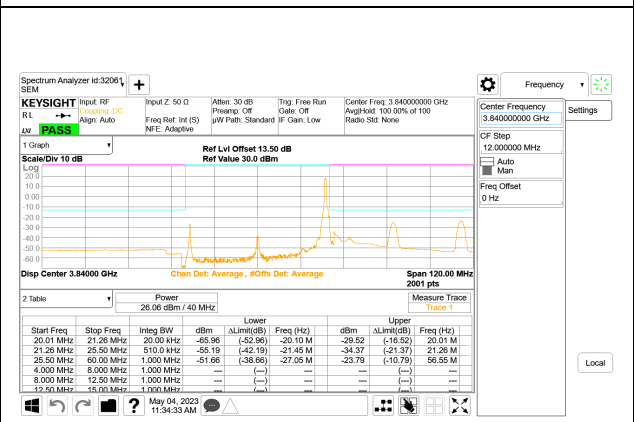 Spectrum Analyzer id:32061
SEM
Frequency
KEYSIGHT Input: RF Input Z: 50 Ω Atten: 30 dB Trig: Free Run Center Freq: 3.840000000 GHz
RL Coupling: DC Preamp: Off Gate: Off Avg|Hold: 100.00% of 100
Align: Auto Freq Ref: Int (S) µW Path: Standard IF Gain: Low Radio Std: None
LXI PASS NFE: Adaptive
Center Frequency
3.840000000 GHz
Settings
CF Step
12.000000 MHz
Auto
Man
Freq Offset
0 Hz
1 Graph
Ref Lvl Offset 13.50 dB
Scale/Div 10 dB Ref Value 30.0 dBm
Log
20.0
10.0
0.00
-10.0
-20.0
-30.0
-40.0
-50.0
-60.0
Disp Center 3.84000 GHz Chan Det: Average , #Offs Det: Average Span 120.00 MHz
2001 pts
2 Table
Power
26.06 dBm / 40 MHz
Measure Trace
Trace 1
Lower Upper
Start Freq Stop Freq Integ BW dBm ΔLimit(dB) Freq (Hz) dBm ΔLimit(dB) Freq (Hz)
20.01 MHz 21.26 MHz 20.00 kHz -65.96 (-52.96) -20.10 M -29.52 (-16.52) 20.01 M
21.26 MHz 25.50 MHz 510.0 kHz -55.19 (-42.19) -21.45 M -34.37 (-21.37) 21.26 M
25.50 MHz 60.00 MHz 1.000 MHz -51.66 (-38.66) -27.05 M -23.79 (-10.79) 56.55 M
4.000 MHz 8.000 MHz 1.000 MHz --- (---) --- (---)
8.000 MHz 12.50 MHz 1.000 MHz --- (---) --- (---)
12.50 MHz 15.00 MHz 1.000 MHz --- (---) --- (---)
Local
May 04, 2023
11:34:33 AM